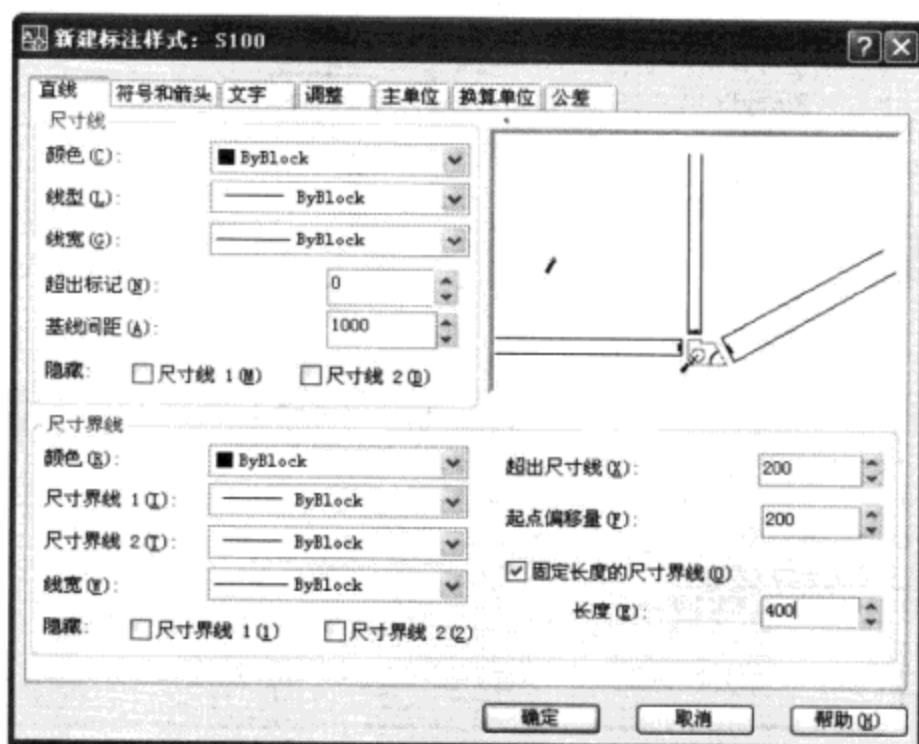 新建标注样式: S100
直线 符号和箭头 文字 调整 主单位 换算单位 公差
尺寸线
颜色(C): ByBlock
线型(L): ByBlock
线宽(G): ByBlock
超出标记(N): 0
基线间距(A): 1000
隐藏: 尺寸线 1(M) 尺寸线 2(D)
尺寸界线
颜色(R): ByBlock
尺寸界线 1(I): ByBlock
尺寸界线 2(T): ByBlock
线宽(W): ByBlock
隐藏: 尺寸界线 1(1) 尺寸界线 2(2)
超出尺寸线(X): 200
起点偏移量(F): 200
固定长度的尺寸界线(O)
长度(E): 400
确定 取消 帮助(H)